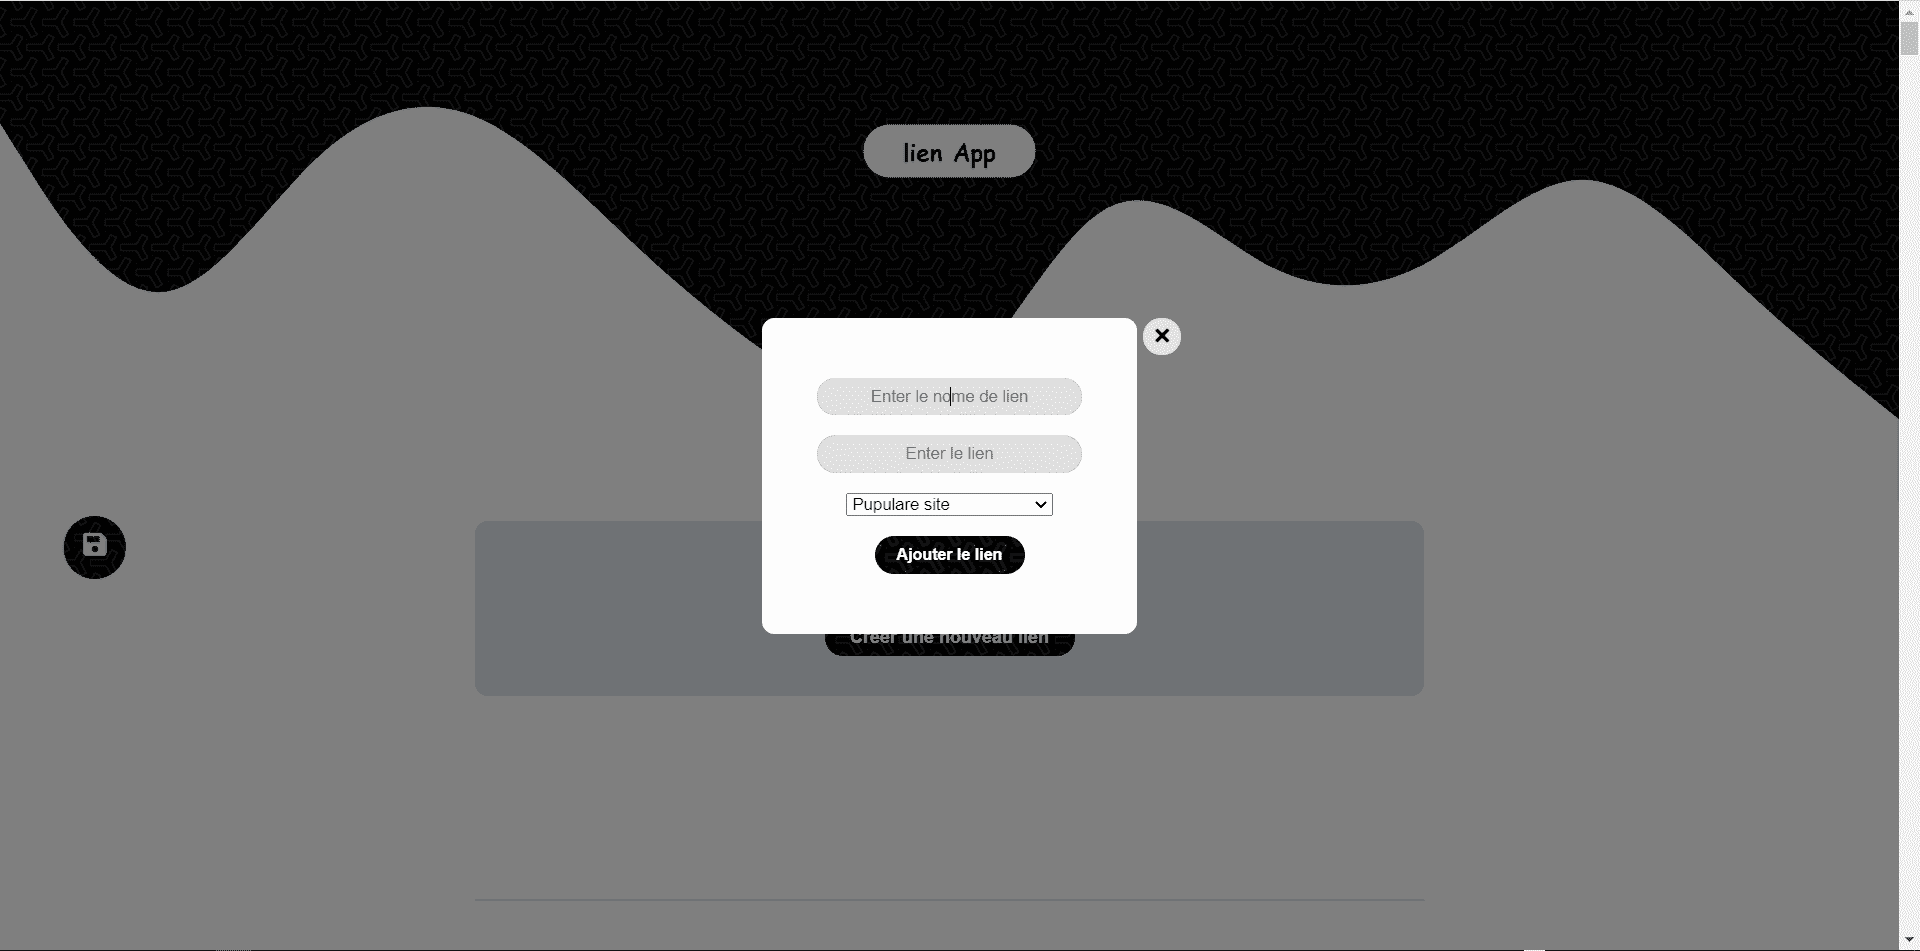 lien App
Enter le nome de lien
Enter le lien
Pupulare site
Ajouter le lien
Créer une nouveau lien